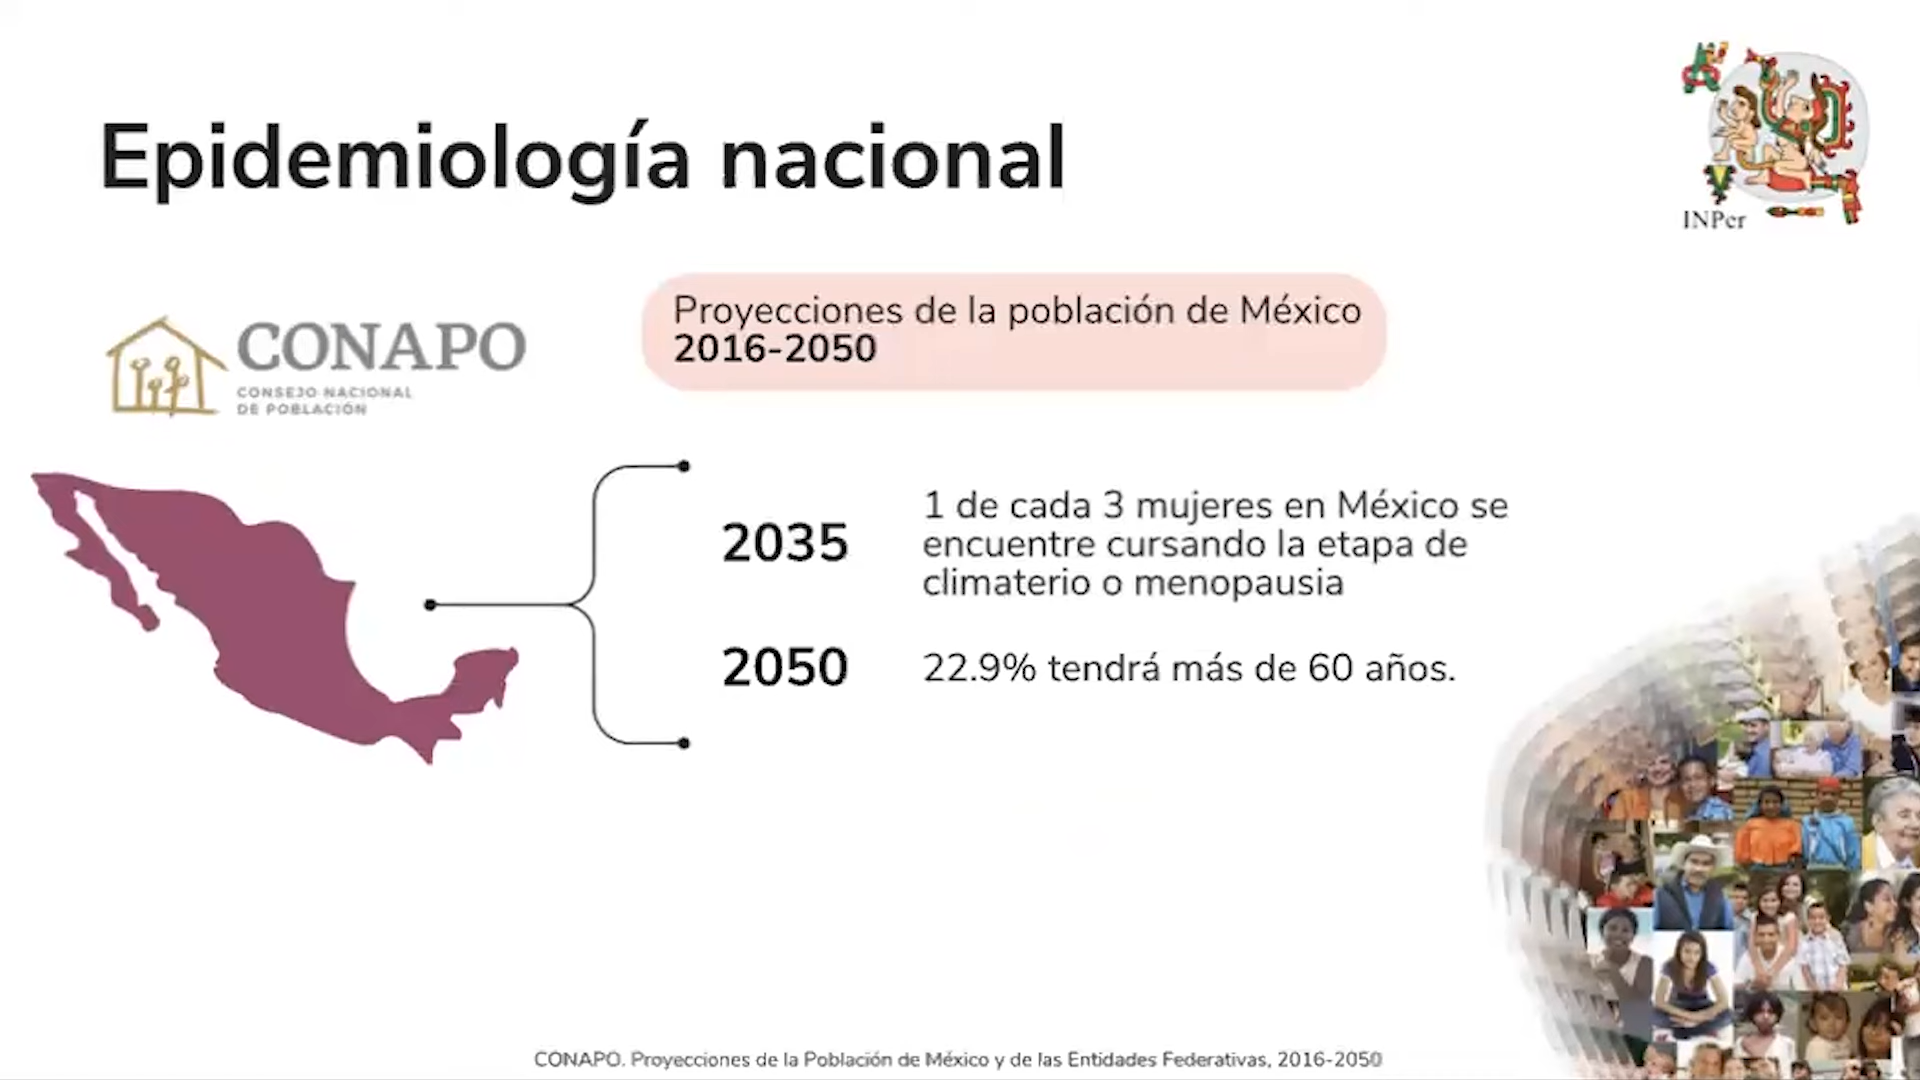 Epidemiología nacional
INPer
CONAPO
CONSEJO NACIONAL
DE POBLACIÓN
Proyecciones de la población de México
2016-2050
2035
1 de cada 3 mujeres en México se
encuentre cursando la etapa de
climaterio o menopausia
2050
22.9% tendrá más de 60 años.
CONAPO. Proyecciones de la Población de México y de las Entidades Federativas, 2016-2050